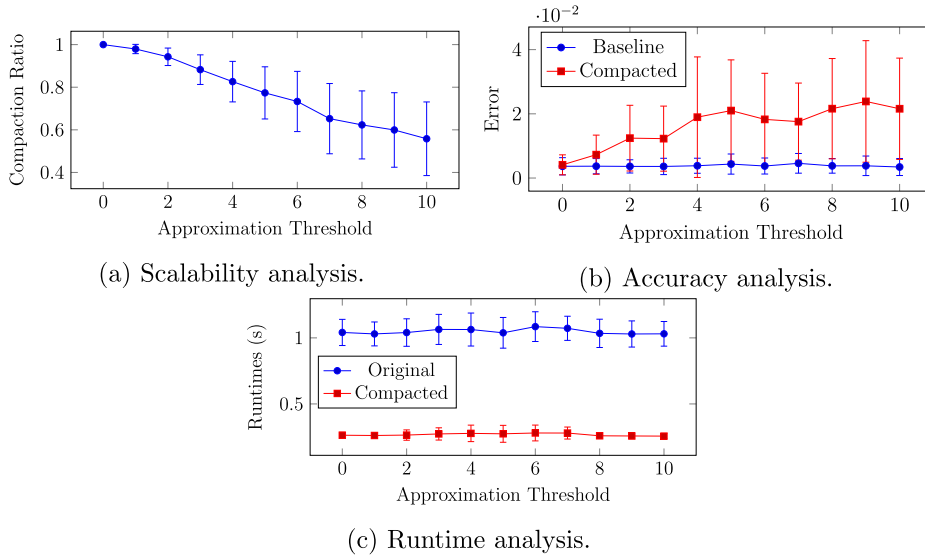 1
0.8
0.6
0.4
Compaction Ratio
0 2 4 6 8 10
Approximation Threshold
(a) Scalability analysis.
·10−2
4
2
0
Error
Baseline
Compacted
0 2 4 6 8 10
Approximation Threshold
(b) Accuracy analysis.
1
0.5
Runtimes (s)
Original
Compacted
0 2 4 6 8 10
Approximation Threshold
(c) Runtime analysis.